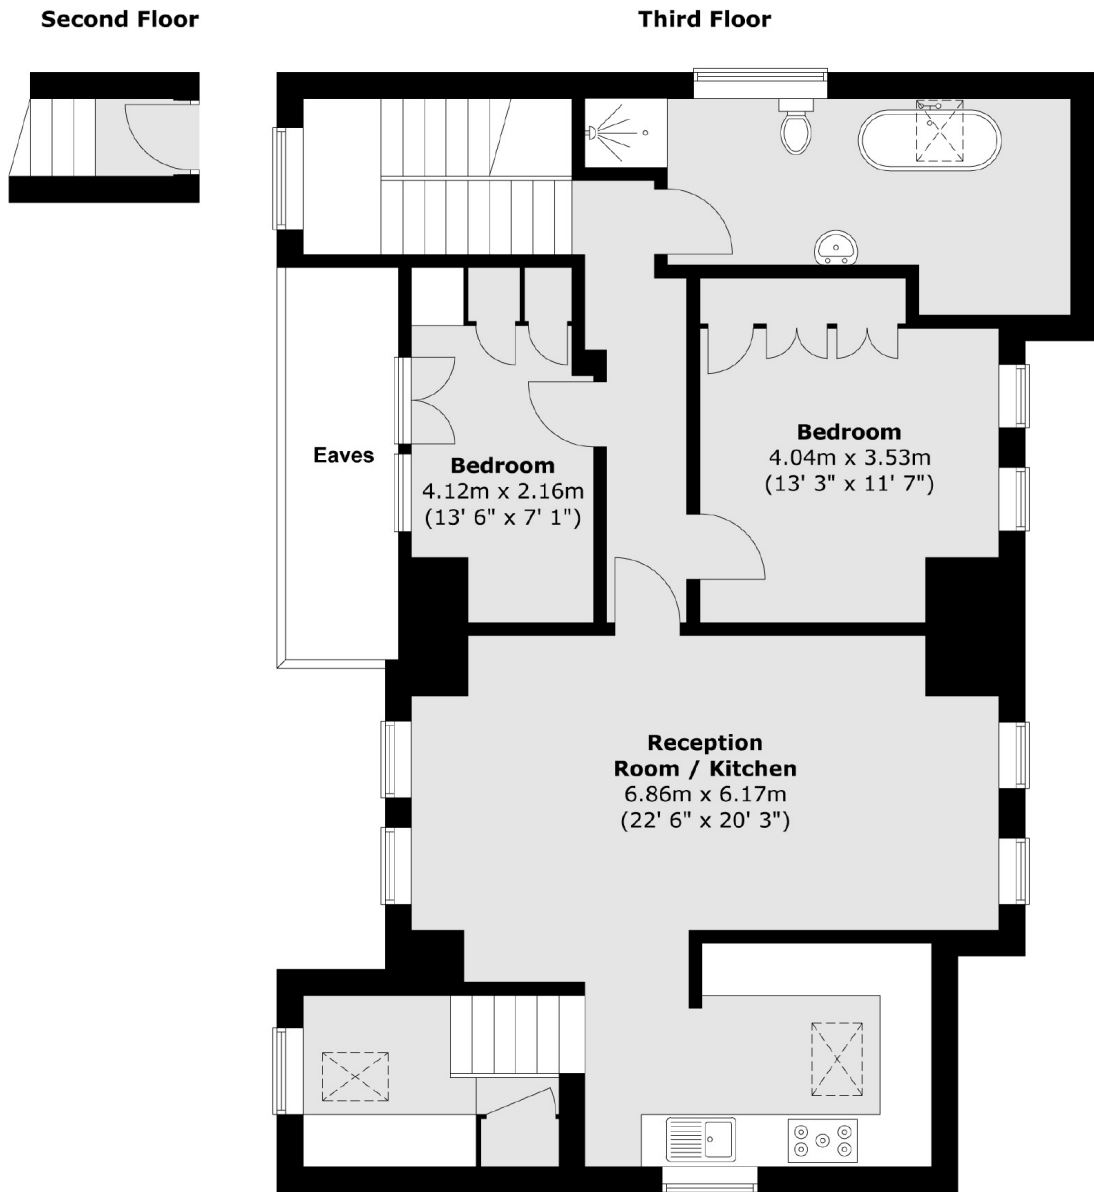 Second Floor
Third Floor
Eaves
Bedroom
4.12m x 2.16m
(13' 6" x 7' 1")
Bedroom
4.04m x 3.53m
(13' 3" x 11' 7")
Reception
Room / Kitchen
6.86m x 6.17m
(22' 6" x 20' 3")